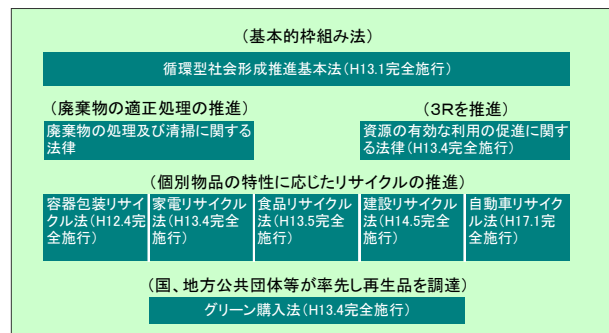 (基本的枠組み法)
循環型社会形成推進基本法(H13.1完全施行)
(廃棄物の適正処理の推進)
(3Rを推進)
廃棄物の処理及び清掃に関する
法律
資源の有効な利用の促進に関す
る法律(H13.4完全施行)
(個別物品の特性に応じたリサイクルの推進)
容器包装リサイ
クル法(H12.4完
全施行)
家電リサイクル
法(H13.4完全
施行)
食品リサイクル
法(H13.5完全
施行)
建設リサイクル
法(H14.5完全
施行)
自動車リサイク
ル法(H17.1完
全施行)
(国、地方公共団体等が率先し再生品を調達)
グリーン購入法(H13.4完全施行)